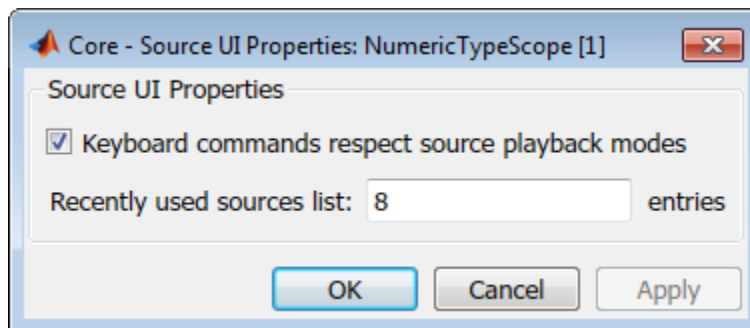 Core - Source UI Properties: NumericTypeScope [1]
Source UI Properties
Keyboard commands respect source playback modes
Recently used sources list: 8 entries
OK Cancel Apply